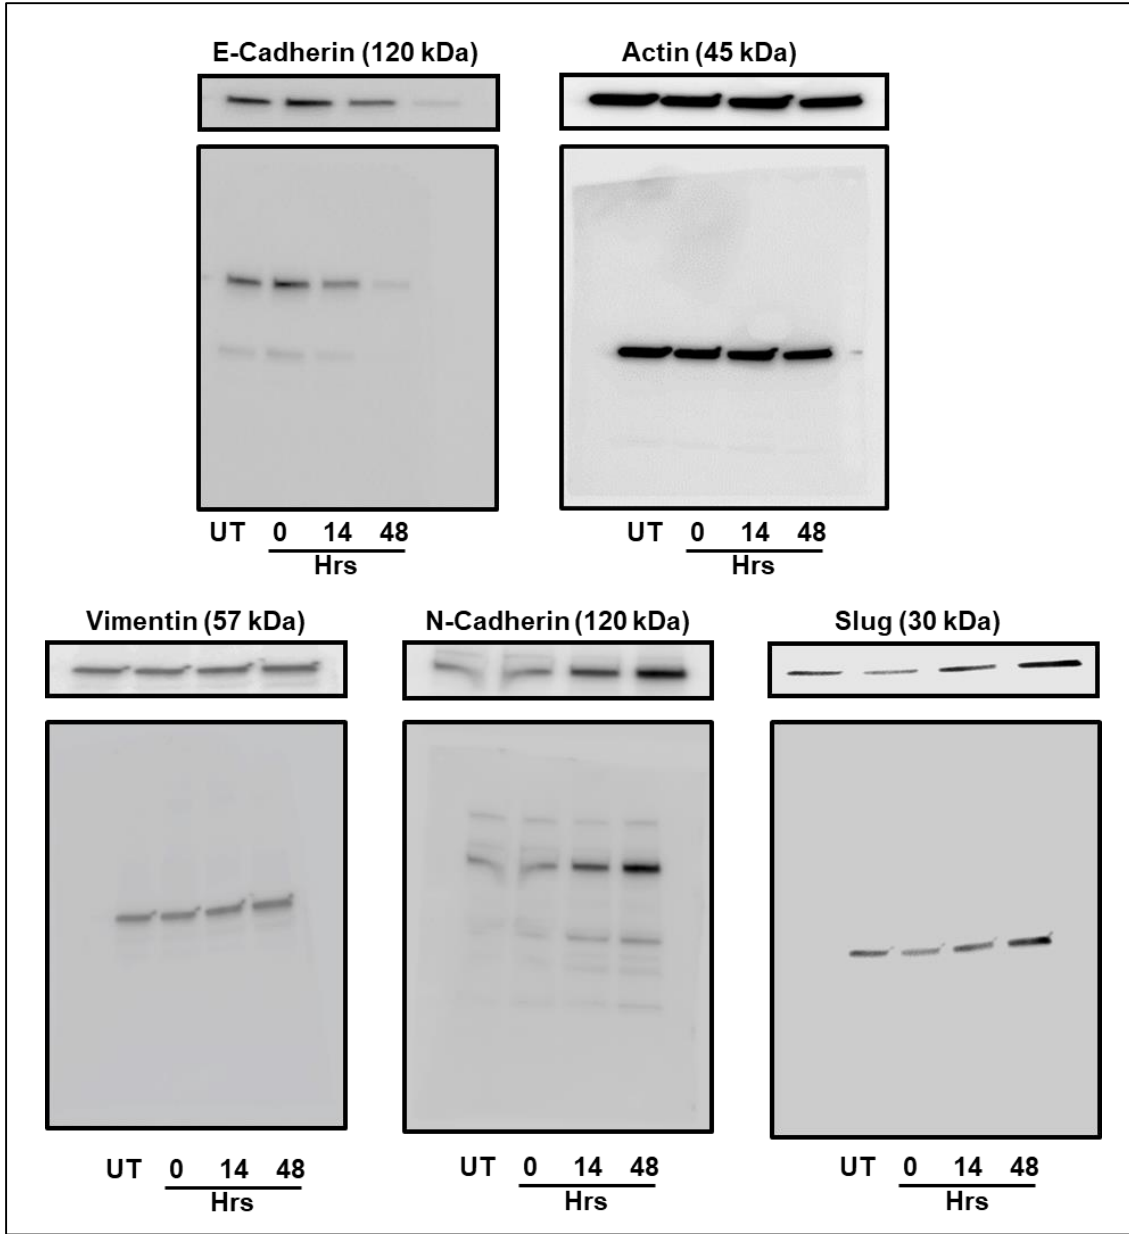 E-Cadherin (120 kDa)
Actin (45 kDa)
UT 0 14 48
Hrs
UT 0 14 48
Hrs
Vimentin (57 kDa)
N-Cadherin (120 kDa)
Slug (30 kDa)
UT 0 14 48
Hrs
UT 0 14 48
Hrs
UT 0 14 48
Hrs